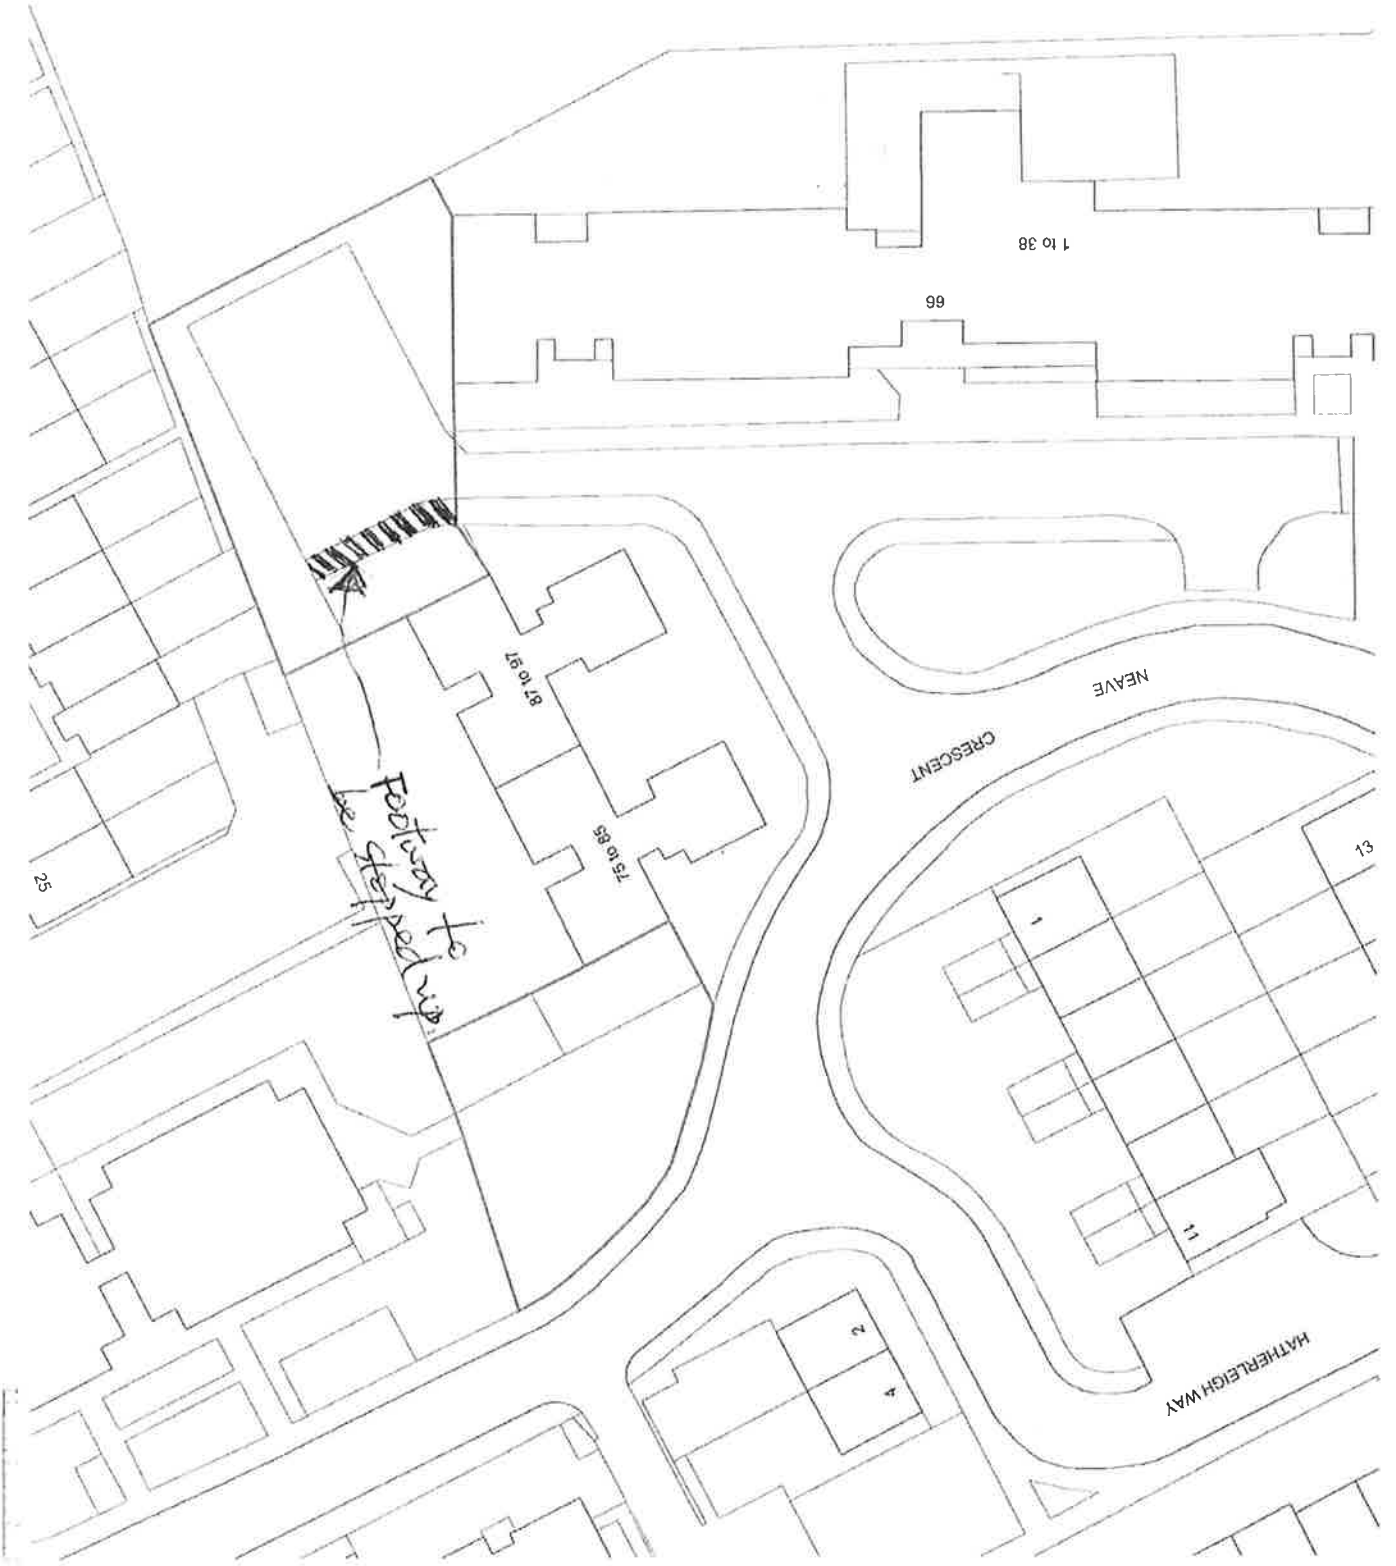 1 to 38
66
87 to 97
NEAVE
CRESCENT
Footway to
be stopped up.
75 to 85
25
13
1
11
2
4
HATHERLEIGH WAY